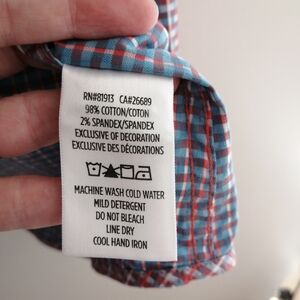 RN#81913 CA#26689
98% COTTON/COTON
2% SPANDEX/SPANDEX
EXCLUSIVE OF DECORATION
EXCLUSIVE DES DÉCORATIONS
MACHINE WASH COLD WATER
MILD DETERGENT
DO NOT BLEACH
LINE DRY
COOL HAND IRON